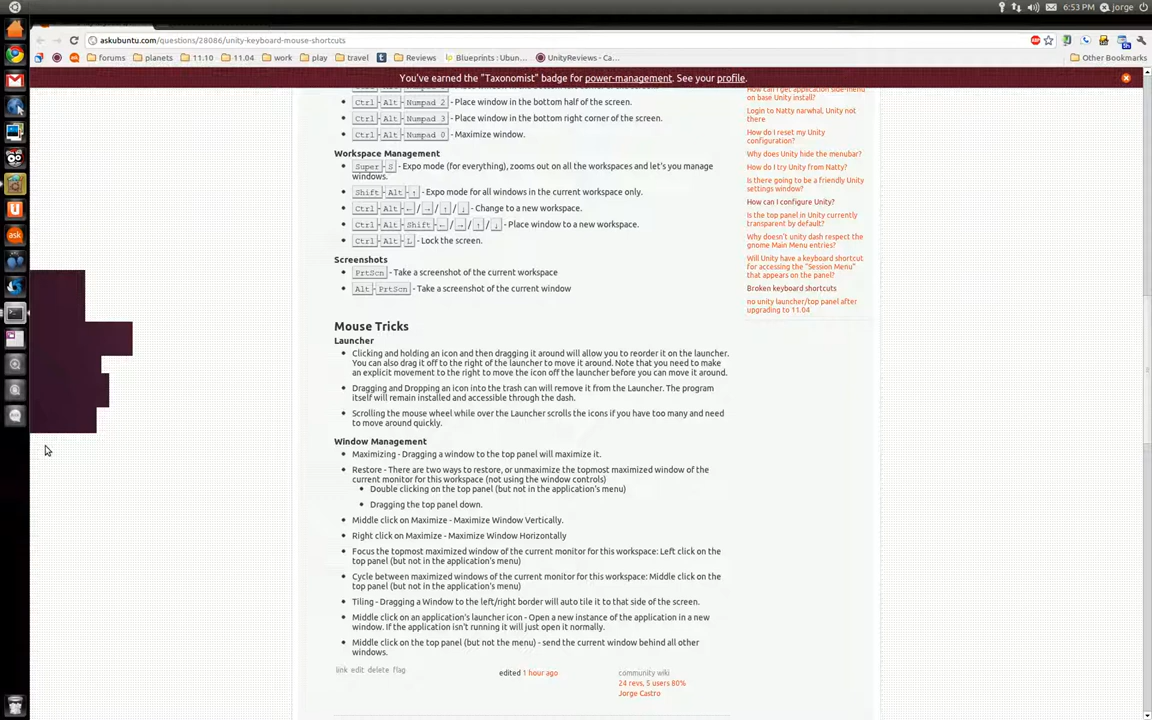 6:53 PM jorge
askubuntu.com/questions/28086/unity-keyboard-mouse-shortcuts
forums planets 11.10 11.04 work play travel Reviews Blueprints : Ubun... UnityReviews - Ca... Other Bookmarks
You've earned the "Taxonomist" badge for power-management. See your profile.
Ctrl Alt Numpad 2 - Place window in the bottom half of the screen.
Ctrl Alt Numpad 3 - Place window in the bottom right corner of the screen.
Ctrl Alt Numpad 0 - Maximize window.
Workspace Management
Super S - Expo mode (for everything), zooms out on all the workspaces and let's you manage
windows.
Shift Alt ↑ - Expo mode for all windows in the current workspace only.
Ctrl Alt ← / → / ↑ / ↓ - Change to a new workspace.
Ctrl Alt Shift ← / → / ↑ / ↓ - Place window to a new workspace.
Ctrl Alt L - Lock the screen.
Screenshots
PrtScn - Take a screenshot of the current workspace
Alt PrtScn - Take a screenshot of the current window
Mouse Tricks
Launcher
Clicking and holding an icon and then dragging it around will allow you to reorder it on the launcher.
You can also drag it off to the right of the launcher to move it around. Note that you need to make
an explicit movement to the right to move the icon off the launcher before you can move it around.
Dragging and Dropping an icon into the trash can will remove it from the Launcher. The program
itself will remain installed and accessible through the dash.
Scrolling the mouse wheel while over the Launcher scrolls the icons if you have too many and need
to move around quickly.
Window Management
Maximizing - Dragging a window to the top panel will maximize it.
Restore - There are two ways to restore, or unmaximize the topmost maximized window of the
current monitor for this workspace (not using the window controls)
Double clicking on the top panel (but not in the application's menu)
Dragging the top panel down.
Middle click on Maximize - Maximize Window Vertically.
Right click on Maximize - Maximize Window Horizontally
Focus the topmost maximized window of the current monitor for this workspace: Left click on the
top panel (but not in the application's menu)
Cycle between maximized windows of the current monitor for this workspace: Middle click on the
top panel (but not in the application's menu)
Tiling - Dragging a Window to the left/right border will auto tile it to that side of the screen.
Middle click on an application's launcher icon - Open a new instance of the application in a new
window. If the application isn't running it will just open it normally.
Middle click on the top panel (but not the menu) - send the current window behind all other
windows.
link edit delete flag
edited 1 hour ago
community wiki
24 revs, 5 users 80%
Jorge Castro
How can I get application side-menu
on base Unity install?
Login to Natty narwhal, Unity not
there
How do I reset my Unity
configuration?
Why does Unity hide the menubar?
How do I try Unity from Natty?
Is there going to be a friendly Unity
settings window?
How can I configure Unity?
Is the top panel in Unity currently
transparent by default?
Why doesn't unity dash respect the
gnome Main Menu entries?
Will Unity have a keyboard shortcut
for accessing the "Session Menu"
that appears on the panel?
Broken keyboard shortcuts
no unity launcher/top panel after
upgrading to 11.04